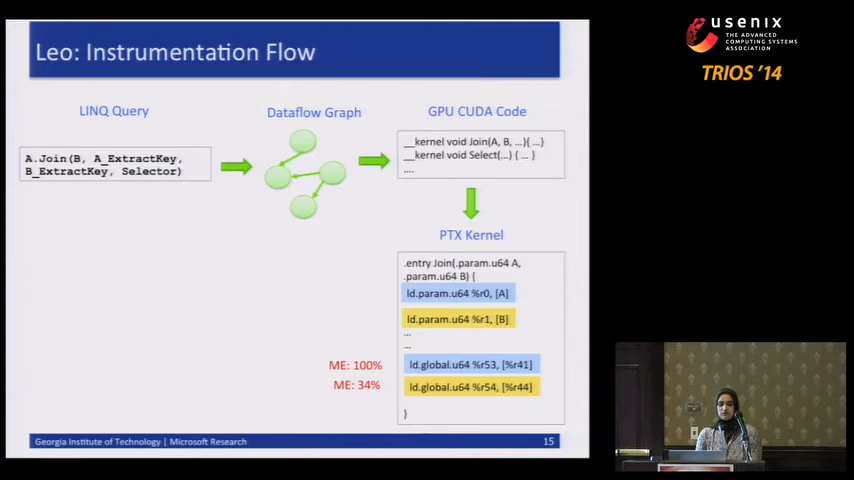 Leo: Instrumentation Flow
LINQ Query
Dataflow Graph
GPU CUDA Code
A.Join(B, A_ExtractKey,
B_ExtractKey, Selector)
__kernel void Join(A, B, ...){ ...}
__kernel void Select(...) { ... }
....
PTX Kernel
.entry Join(.param.u64 A,
.param.u64 B) {
ld.param.u64 %r0, [A]
ld.param.u64 %r1, [B]
...
...
ME: 100%
ld.global.u64 %r53, [%r41]
ME: 34%
ld.global.u64 %r54, [%r44]
}
Georgia Institute of Technology | Microsoft Research
15
usenix
THE ADVANCED
COMPUTING SYSTEMS
ASSOCIATION
TRIOS '14